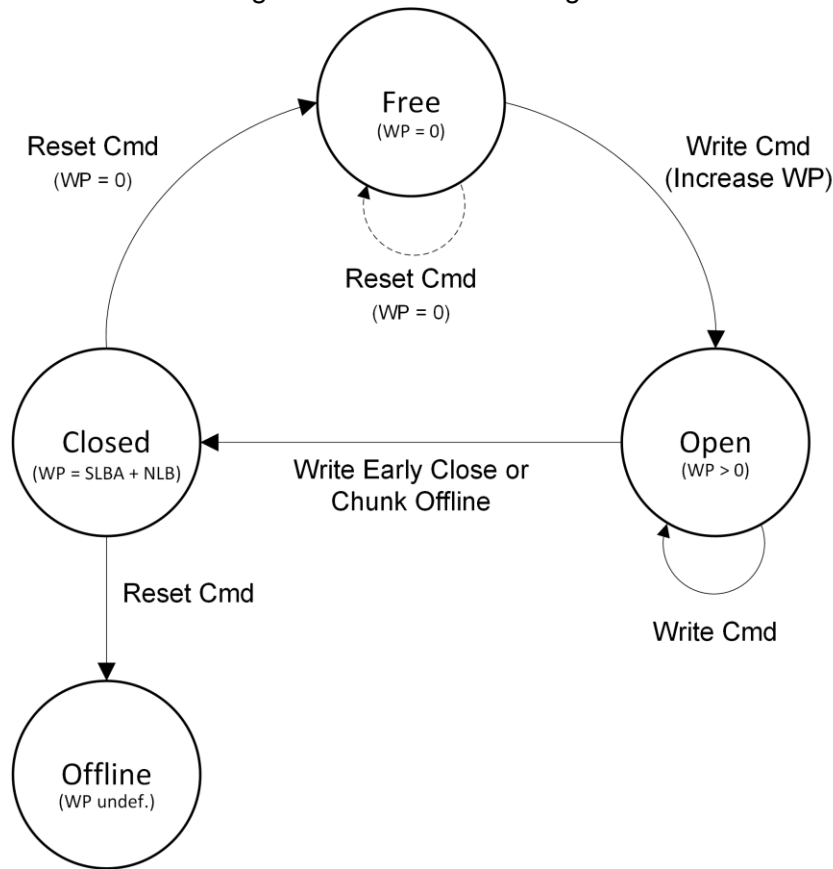 Free
(WP = 0)
Reset Cmd
(WP = 0)
Write Cmd
(Increase WP)
Reset Cmd
(WP = 0)
Closed
(WP = SLBA + NLB)
Write Early Close or
Chunk Offline
Open
(WP > 0)
Reset Cmd
Write Cmd
Offline
(WP undef.)